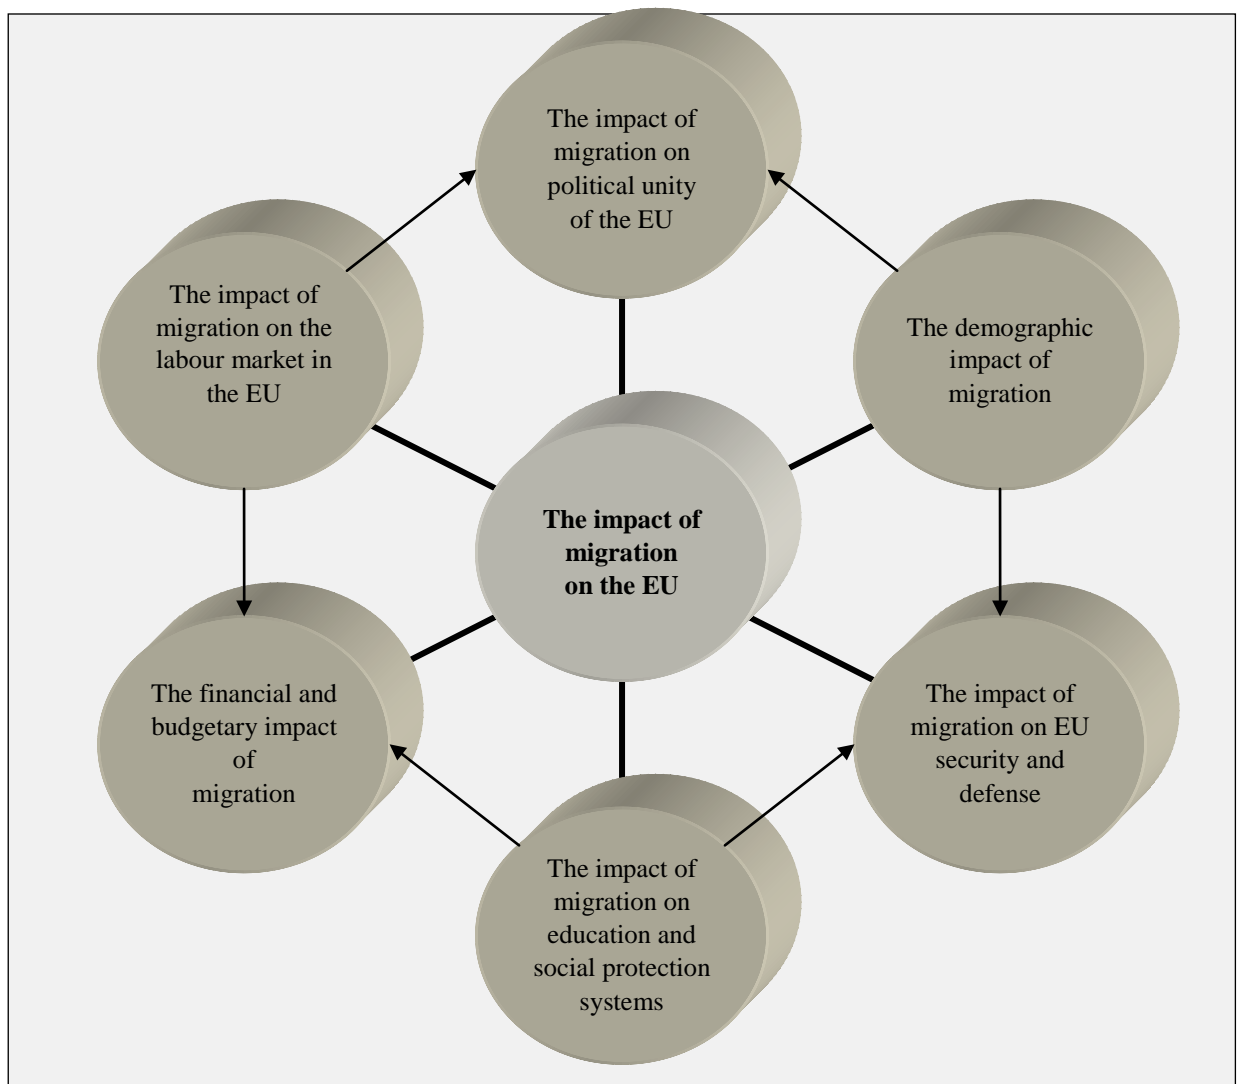 The impact of
migration on
political unity
of the EU
The impact of
migration on the
labour market in
the EU
The demographic
impact of
migration
The impact of
migration
on the EU
The financial and
budgetary impact
of
migration
The impact of
migration on EU
security and
defense
The impact of
migration on
education and
social protection
systems